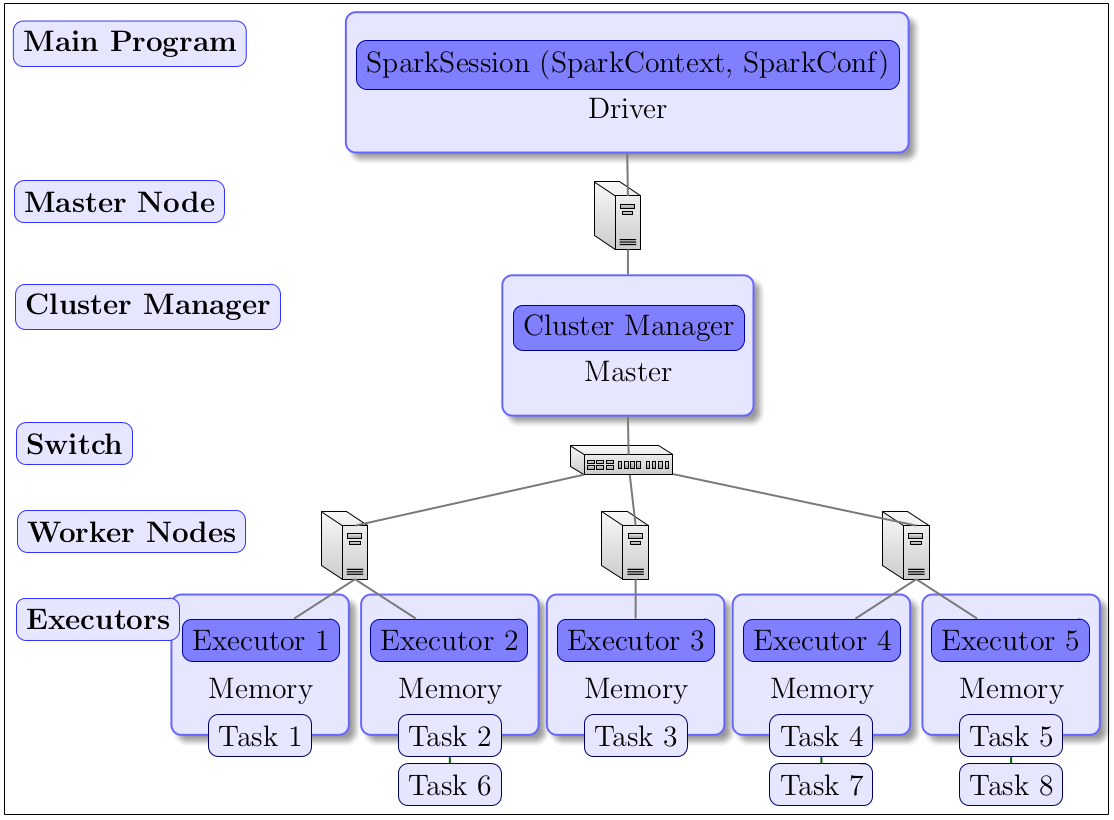 Main Program
SparkSession (SparkContext, SparkConf)
Driver
Master Node
Cluster Manager
Cluster Manager
Master
Switch
Worker Nodes
Executors
Executor 1
Executor 2
Executor 3
Executor 4
Executor 5
Memory
Memory
Memory
Memory
Memory
Task 1
Task 2
Task 3
Task 4
Task 5
Task 6
Task 7
Task 8